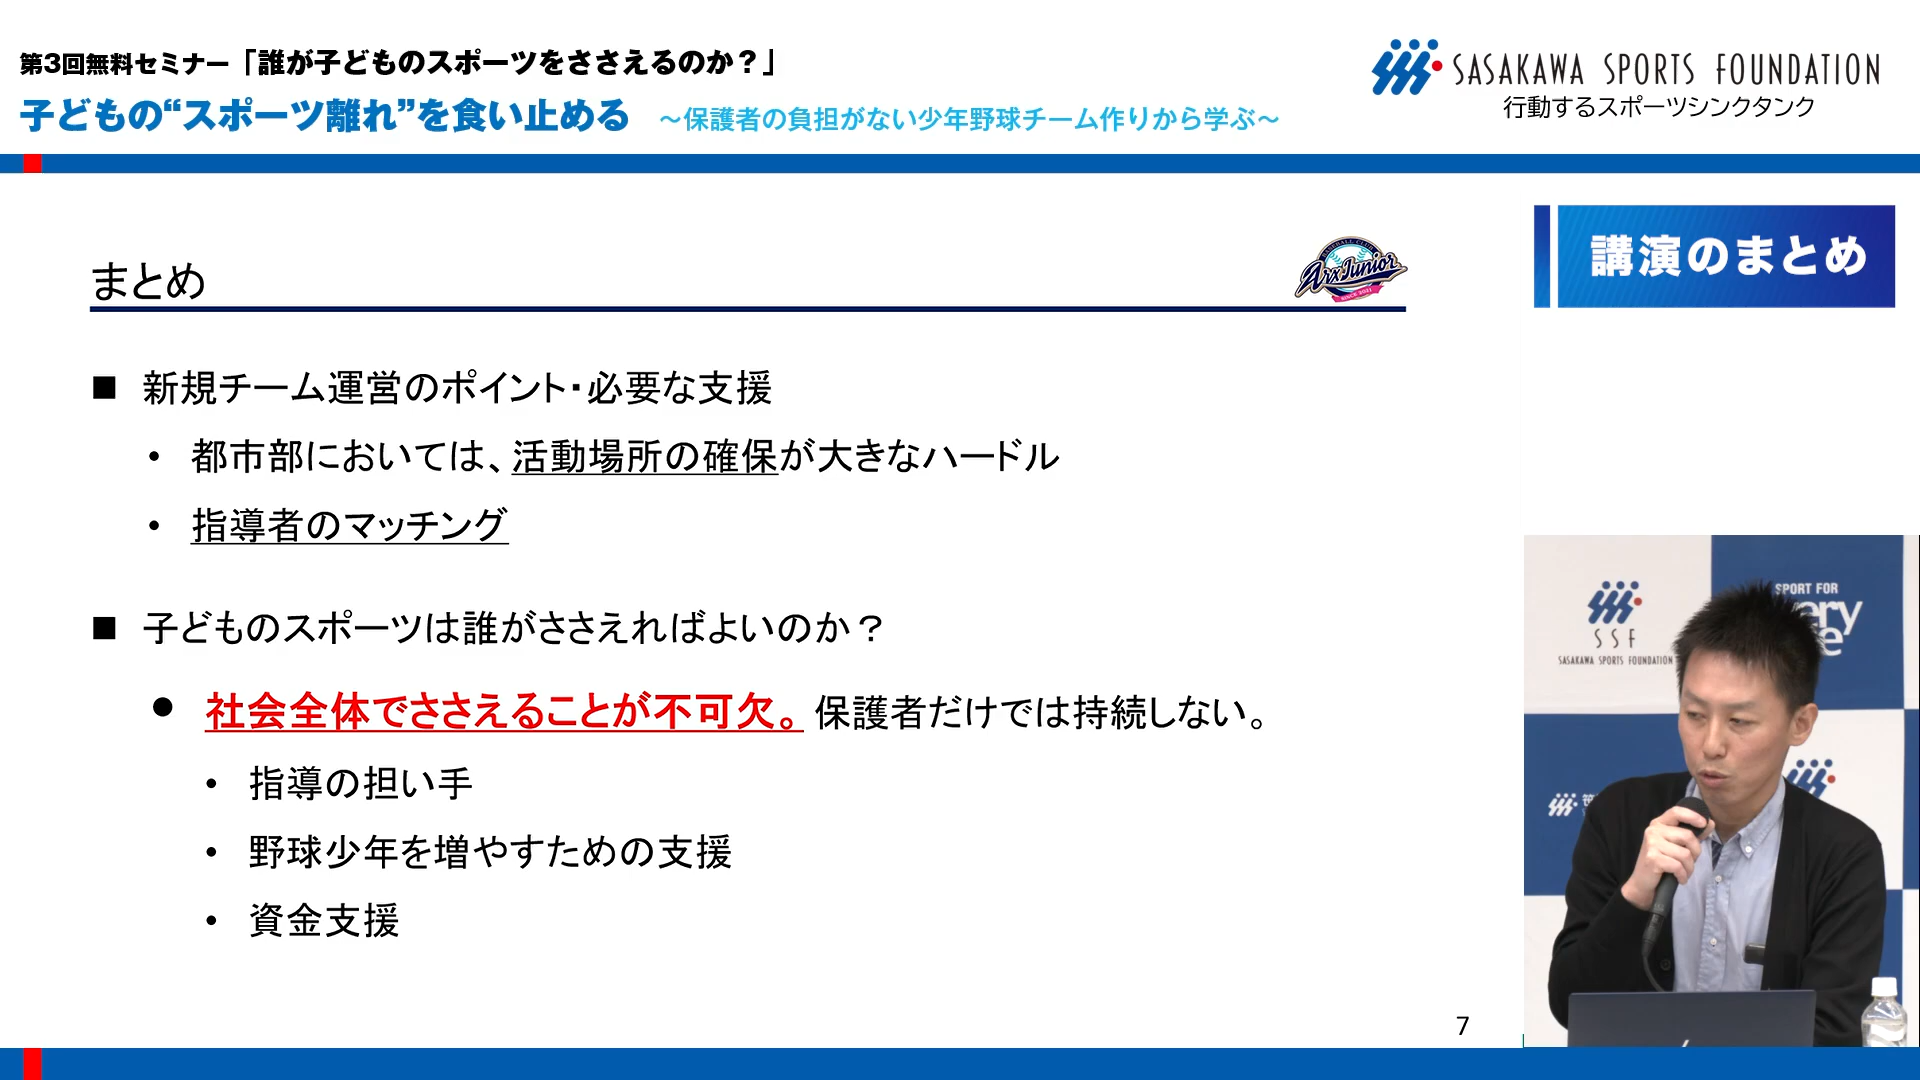 第3回無料セミナー「誰が子どものスポーツをささえるのか？」
子どもの“スポーツ離れ”を食い止める ～保護者の負担がない少年野球チーム作りから学ぶ～
SASAKAWA SPORTS FOUNDATION
行動するスポーツシンクタンク
講演のまとめ
まとめ
Arx Junior
SINCE 2021
■ 新規チーム運営のポイント・必要な支援
• 都市部においては、活動場所の確保が大きなハードル
• 指導者のマッチング
■ 子どものスポーツは誰がささえればよいのか？
● 社会全体でささえることが不可欠。保護者だけでは持続しない。
• 指導の担い手
• 野球少年を増やすための支援
• 資金支援
7
SSF
SASAKAWA SPORTS FOUNDATION
SPORT FOR